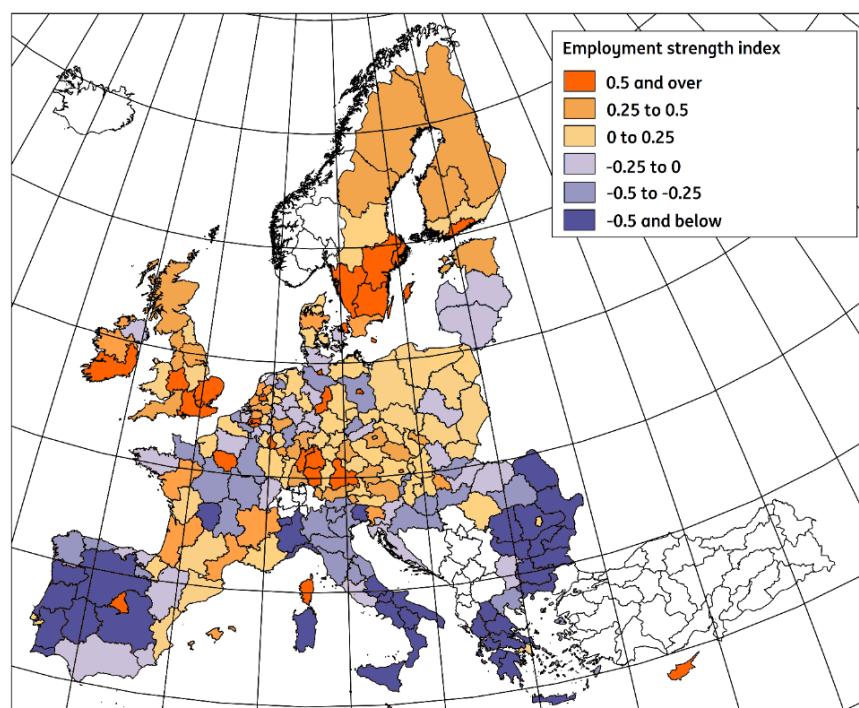 Employment strength index
0.5 and over
0.25 to 0.5
0 to 0.25
-0.25 to 0
-0.5 to -0.25
-0.5 and below